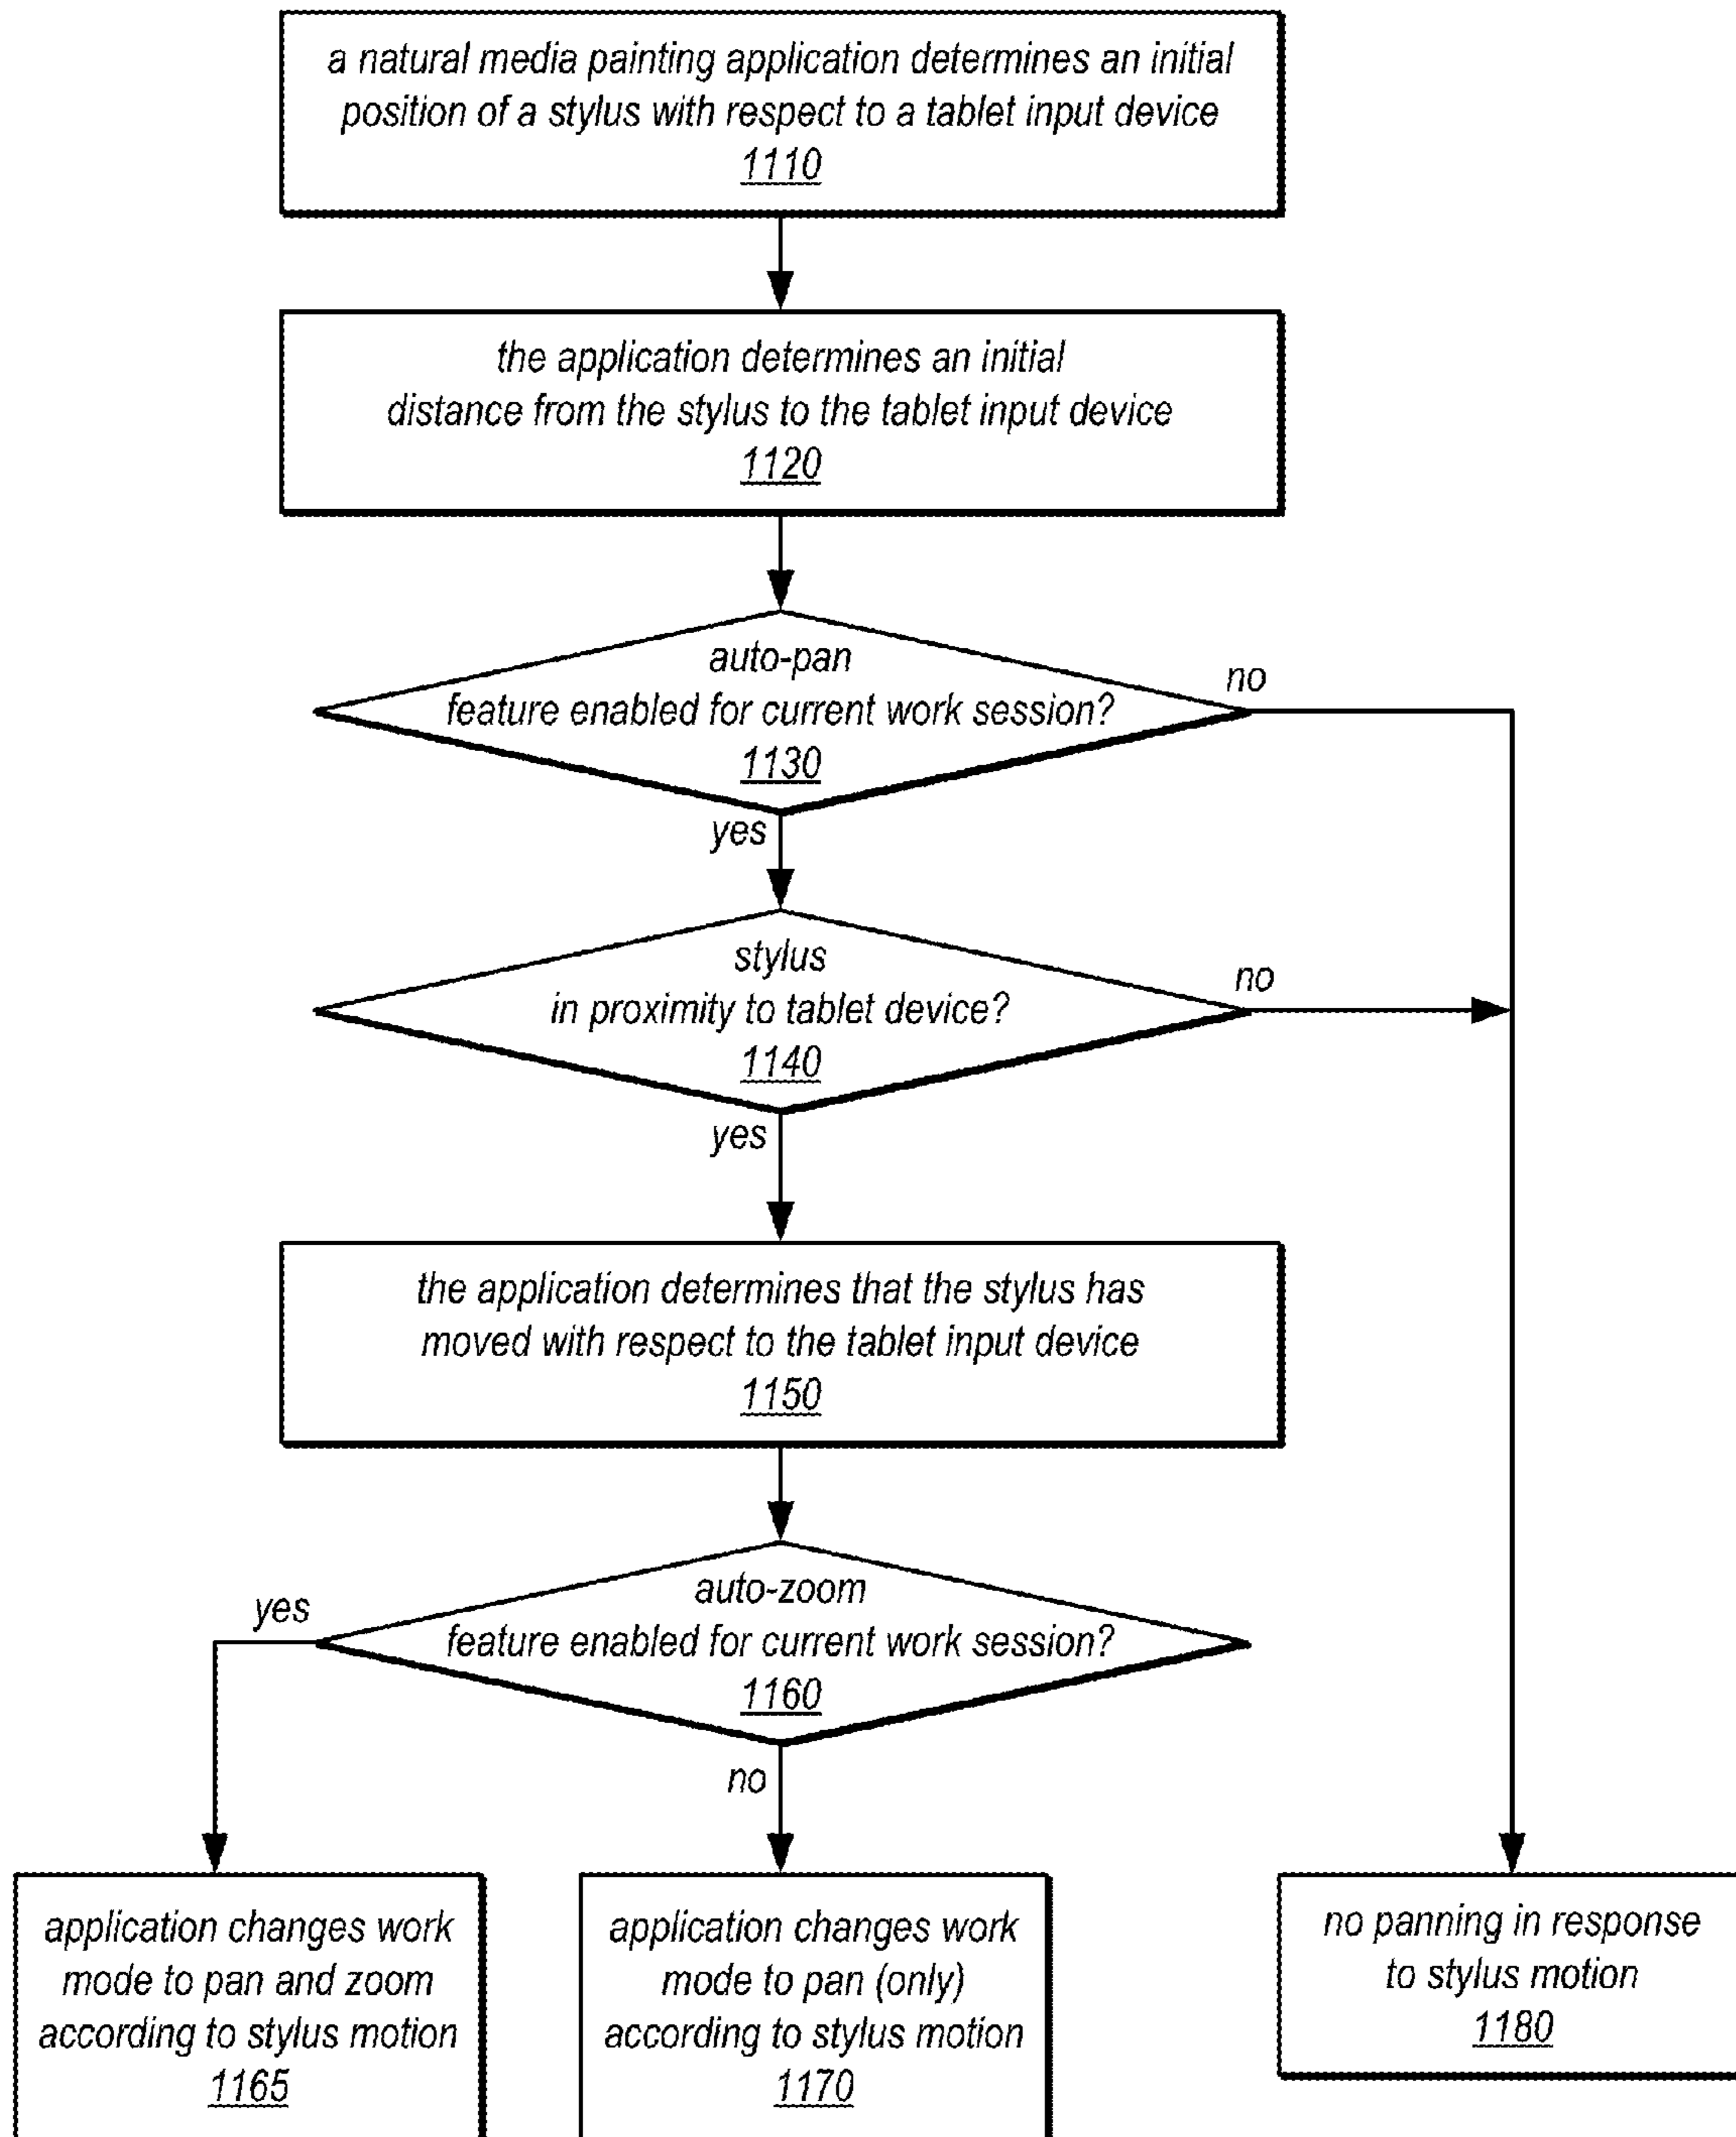 a natural media painting application determines an initial
position of a stylus with respect to a tablet input device
1110
the application determines an initial
distance from the stylus to the tablet input device
1120
auto-pan
feature enabled for current work session?
1130
no
yes
stylus
in proximity to tablet device?
1140
no
yes
the application determines that the stylus has
moved with respect to the tablet input device
1150
auto-zoom
feature enabled for current work session?
1160
yes
no
application changes work
mode to pan and zoom
according to stylus motion
1165
application changes work
mode to pan (only)
according to stylus motion
1170
no panning in response
to stylus motion
1180